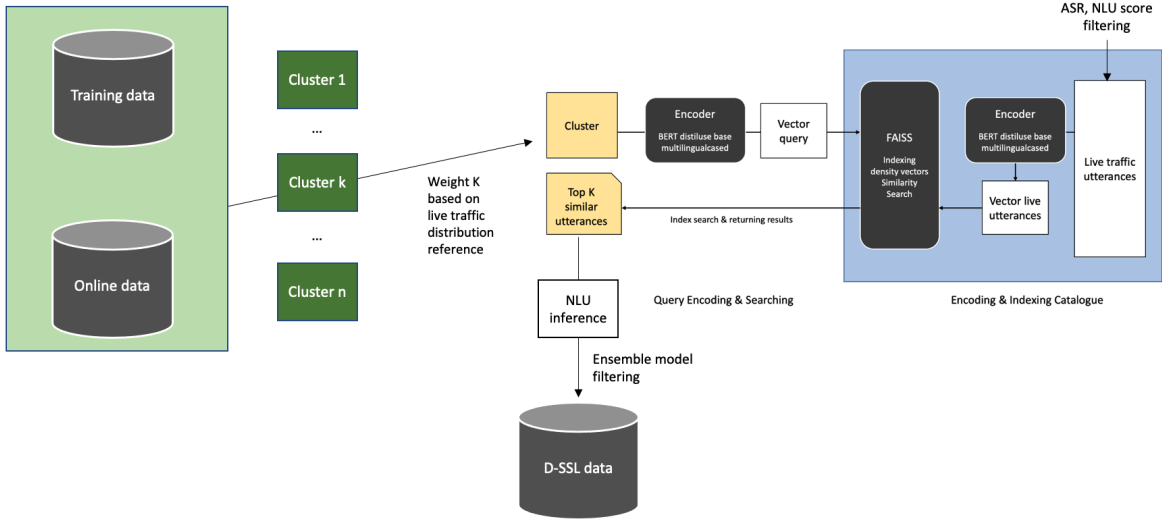 ASR, NLU score
filtering
Training data
Online data
Cluster 1
...
Cluster k
...
Cluster n
Weight K
based on
live traffic
distribution
reference
Cluster
Encoder
BERT distiluse base
multilingualcased
Vector
query
FAISS
Indexing
density vectors
Similarity
Search
Encoder
BERT distiluse base
multilingualcased
Live traffic
utterances
Vector live
utterances
Top K
similar
utterances
Index search & returning results
NLU
inference
Query Encoding & Searching
Encoding & Indexing Catalogue
Ensemble model
filtering
D-SSL data